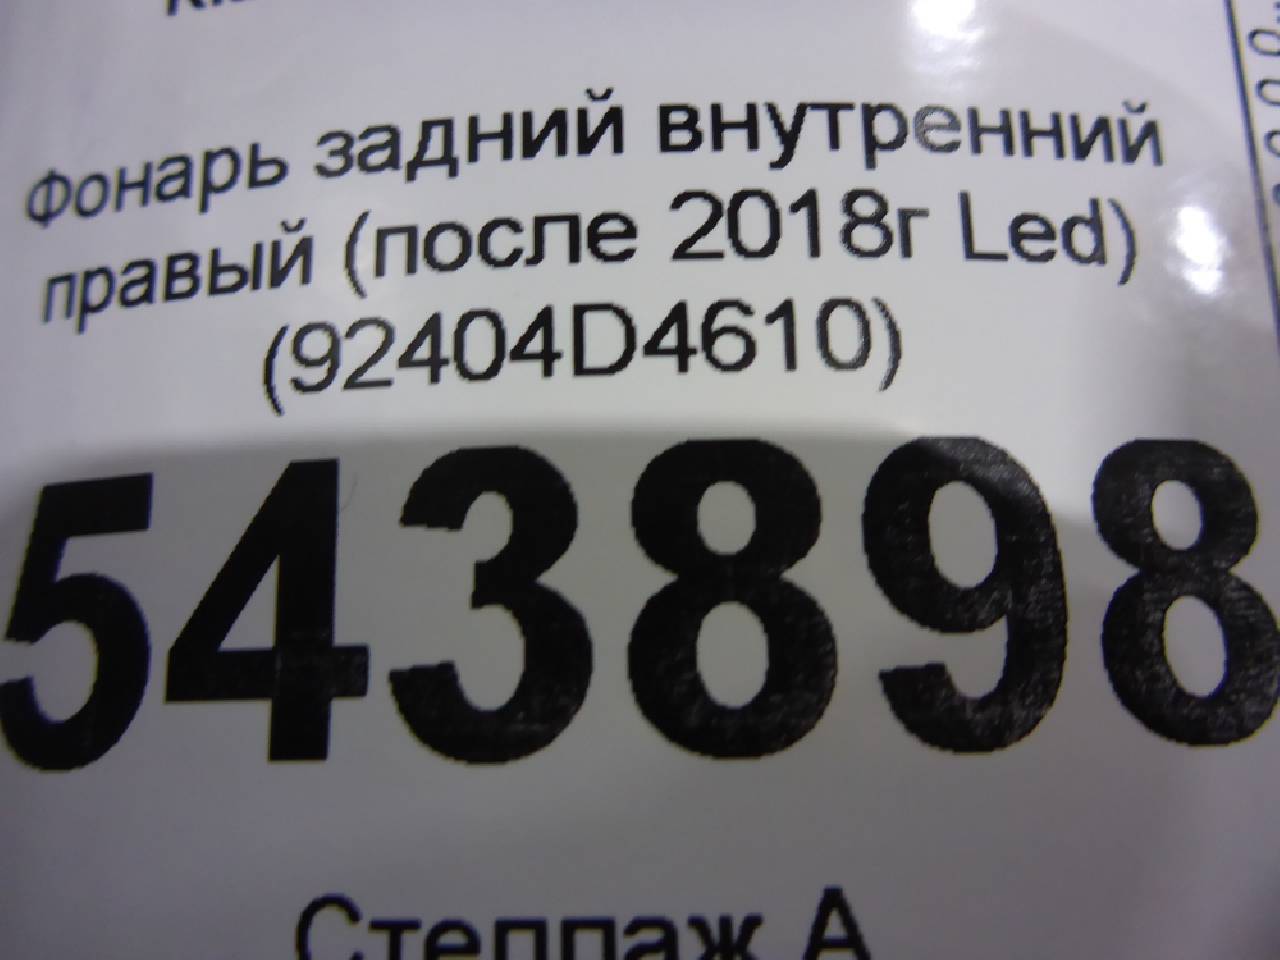 Фонарь задний внутренний
правый (после 2018г Led)
(92404D4610)
543898
Стеллаж А